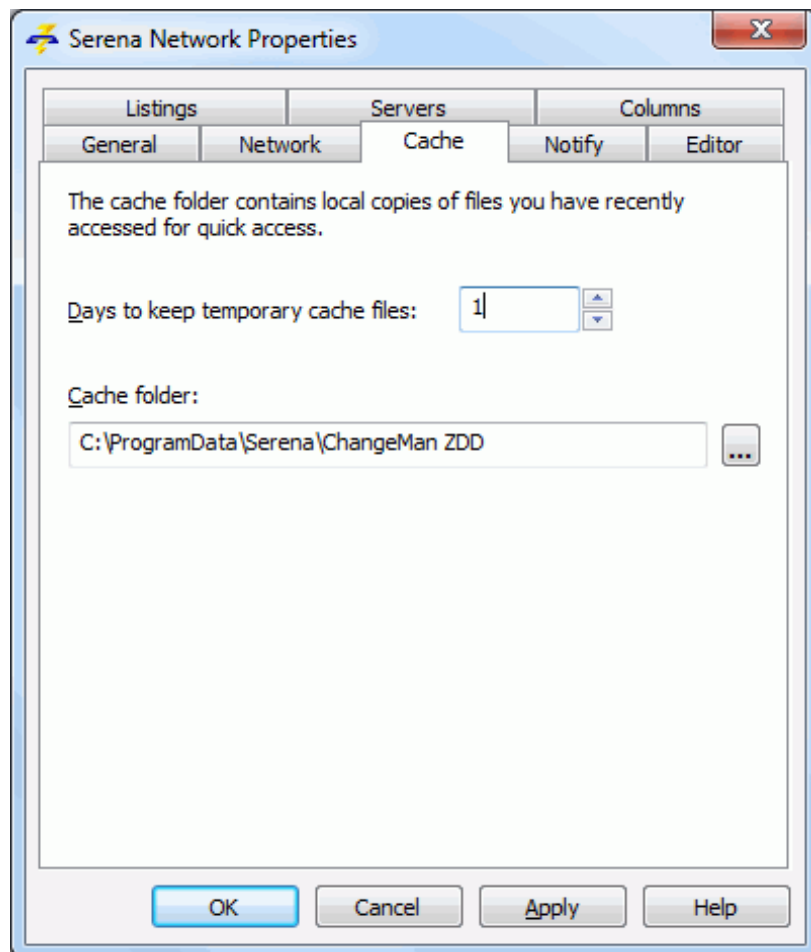 Serena Network Properties
Listings Servers Columns
General Network Cache Notify Editor
The cache folder contains local copies of files you have recently
accessed for quick access.
Days to keep temporary cache files: 1
Cache folder:
C:\ProgramData\Serena\ChangeMan ZDD ...
OK Cancel Apply Help